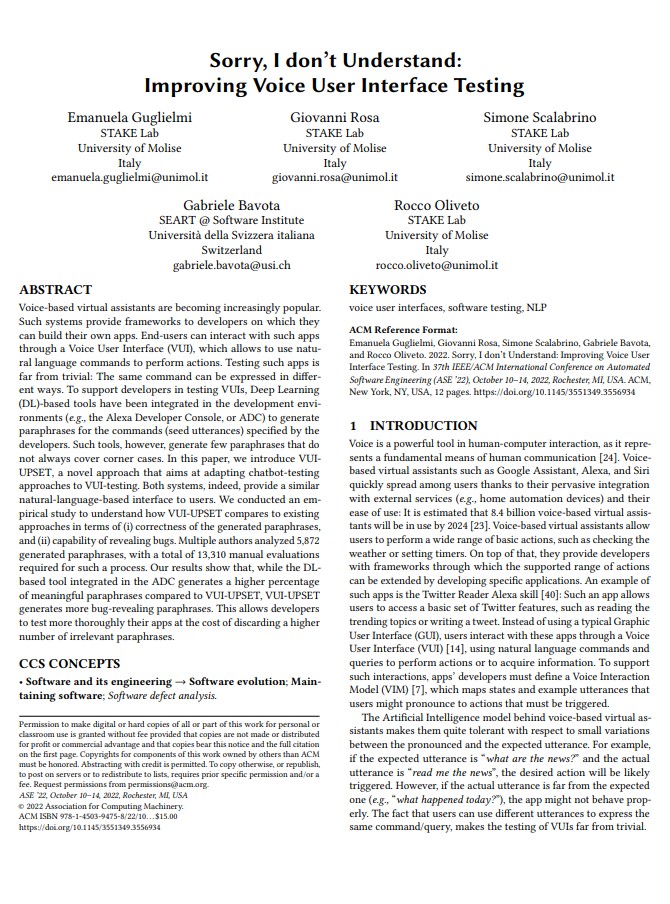 Sorry, I don't Understand:
Improving Voice User Interface Testing
Emanuela Guglielmi
STAKE Lab
University of Molise
Italy
emanuela.guglielmi@unimol.it
Giovanni Rosa
STAKE Lab
University of Molise
Italy
giovanni.rosa@unimol.it
Simone Scalabrino
STAKE Lab
University of Molise
Italy
simone.scalabrino@unimol.it
Gabriele Bavota
SEART @ Software Institute
Università della Svizzera italiana
Switzerland
gabriele.bavota@usi.ch
Rocco Oliveto
STAKE Lab
University of Molise
Italy
rocco.oliveto@unimol.it
ABSTRACT
Voice-based virtual assistants are becoming increasingly popular.
Such systems provide frameworks to developers on which they
can build their own apps. End-users can interact with such apps
through a Voice User Interface (VUI), which allows to use natu-
ral language commands to perform actions. Testing such apps is
far from trivial: The same command can be expressed in differ-
ent ways. To support developers in testing VUIs, Deep Learning
(DL)-based tools have been integrated in the development envi-
ronments (e.g., the Alexa Developer Console, or ADC) to generate
paraphrases for the commands (seed utterances) specified by the
developers. Such tools, however, generate few paraphrases that do
not always cover corner cases. In this paper, we introduce VUI-
UPSET, a novel approach that aims at adapting chatbot-testing
approaches to VUI-testing. Both systems, indeed, provide a similar
natural-language-based interface to users. We conducted an em-
pirical study to understand how VUI-UPSET compares to existing
approaches in terms of (i) correctness of the generated paraphrases,
and (ii) capability of revealing bugs. Multiple authors analyzed 5,872
generated paraphrases, with a total of 13,310 manual evaluations
required for such a process. Our results show that, while the DL-
based tool integrated in the ADC generates a higher percentage
of meaningful paraphrases compared to VUI-UPSET, VUI-UPSET
generates more bug-revealing paraphrases. This allows developers
to test more thoroughly their apps at the cost of discarding a higher
number of irrelevant paraphrases.
CCS CONCEPTS
• Software and its engineering → Software evolution; Main-
taining software; Software defect analysis.
Permission to make digital or hard copies of all or part of this work for personal or
classroom use is granted without fee provided that copies are not made or distributed
for profit or commercial advantage and that copies bear this notice and the full citation
on the first page. Copyrights for components of this work owned by others than ACM
must be honored. Abstracting with credit is permitted. To copy otherwise, or republish,
to post on servers or to redistribute to lists, requires prior specific permission and/or a
fee. Request permissions from permissions@acm.org.
ASE '22, October 10–14, 2022, Rochester, MI, USA
© 2022 Association for Computing Machinery.
ACM ISBN 978-1-4503-9475-8/22/10...$15.00
https://doi.org/10.1145/3551349.3556934
KEYWORDS
voice user interfaces, software testing, NLP
ACM Reference Format:
Emanuela Guglielmi, Giovanni Rosa, Simone Scalabrino, Gabriele Bavota,
and Rocco Oliveto. 2022. Sorry, I don't Understand: Improving Voice User
Interface Testing. In 37th IEEE/ACM International Conference on Automated
Software Engineering (ASE '22), October 10–14, 2022, Rochester, MI, USA. ACM,
New York, NY, USA, 12 pages. https://doi.org/10.1145/3551349.3556934
1 INTRODUCTION
Voice is a powerful tool in human-computer interaction, as it repre-
sents a fundamental means of human communication [24]. Voice-
based virtual assistants such as Google Assistant, Alexa, and Siri
quickly spread among users thanks to their pervasive integration
with external services (e.g., home automation devices) and their
ease of use: It is estimated that 8.4 billion voice-based virtual assis-
tants will be in use by 2024 [23]. Voice-based virtual assistants allow
users to perform a wide range of basic actions, such as checking the
weather or setting timers. On top of that, they provide developers
with frameworks through which the supported range of actions
can be extended by developing specific applications. An example of
such apps is the Twitter Reader Alexa skill [40]: Such an app allows
users to access a basic set of Twitter features, such as reading the
trending topics or writing a tweet. Instead of using a typical Graphic
User Interface (GUI), users interact with these apps through a Voice
User Interface (VUI) [14], using natural language commands and
queries to perform actions or to acquire information. To support
such interactions, apps' developers must define a Voice Interaction
Model (VIM) [7], which maps states and example utterances that
users might pronounce to actions that must be triggered.
The Artificial Intelligence model behind voice-based virtual as-
sistants makes them quite tolerant with respect to small variations
between the pronounced and the expected utterance. For example,
if the expected utterance is "what are the news?" and the actual
utterance is "read me the news", the desired action will be likely
triggered. However, if the actual utterance is far from the expected
one (e.g., "what happened today?"), the app might not behave prop-
erly. The fact that users can use different utterances to express the
same command/query, makes the testing of VUIs far from trivial.